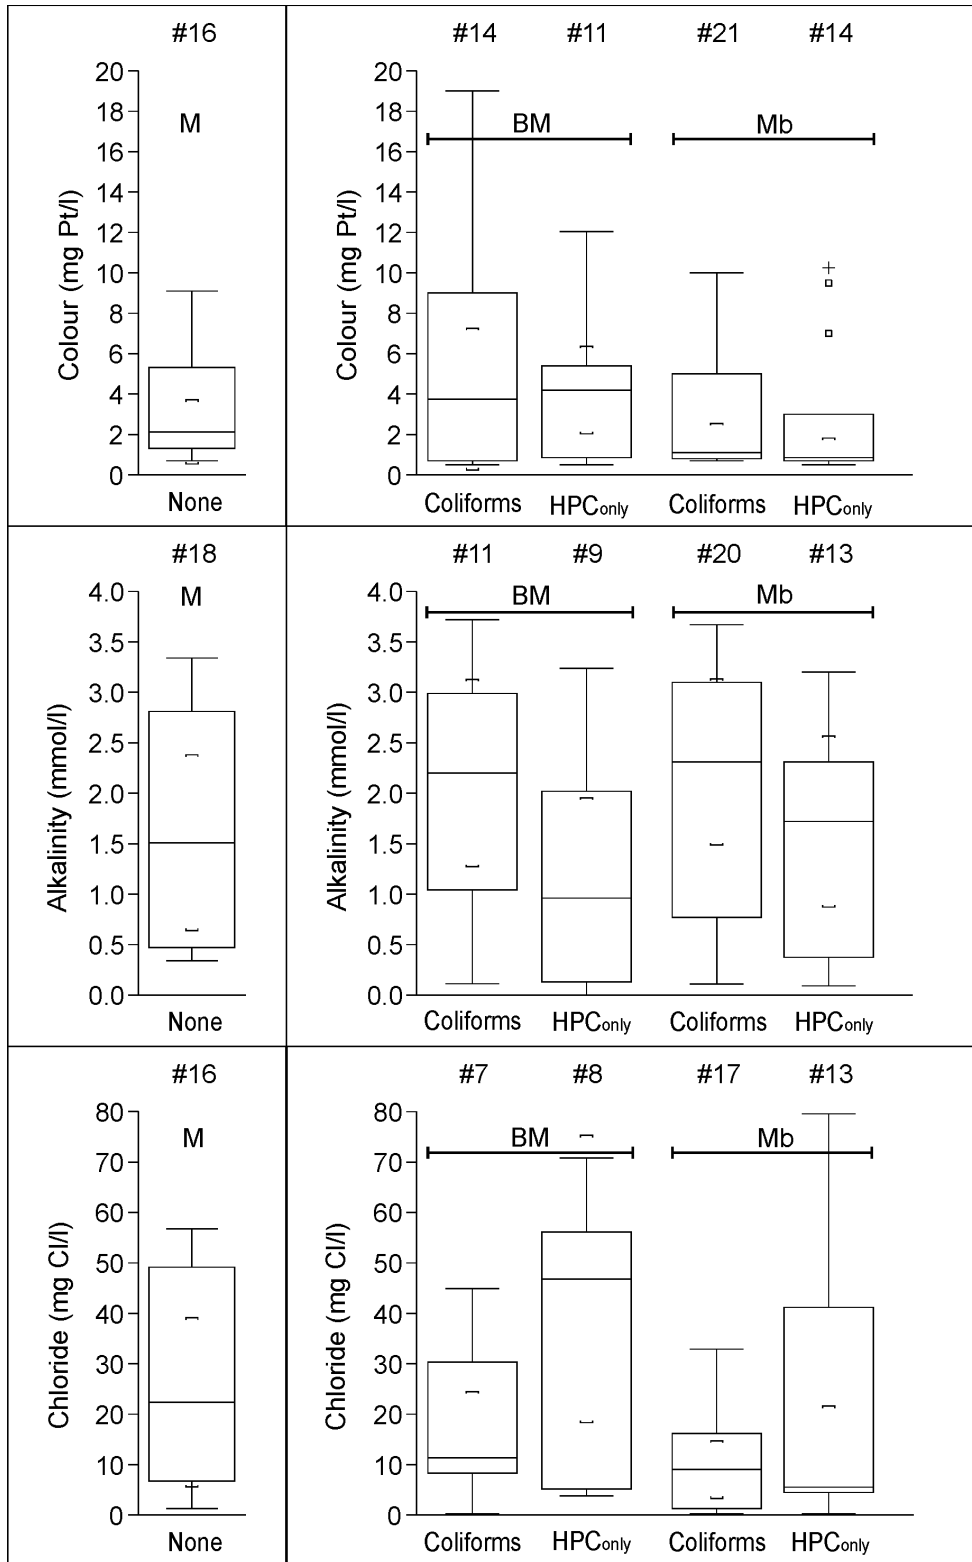 #16 #14 #11 #21 #14
Colour (mg Pt/l)
20
18
16
14
12
10
8
6
4
2
0
M
None
Colour (mg Pt/l)
20
18
16
14
12
10
8
6
4
2
0
BM Mb
Coliforms HPConly Coliforms HPConly
#18 #11 #9 #20 #13
Alkalinity (mmol/l)
4.0
3.5
3.0
2.5
2.0
1.5
1.0
0.5
0.0
M
None
Alkalinity (mmol/l)
4.0
3.5
3.0
2.5
2.0
1.5
1.0
0.5
0.0
BM Mb
Coliforms HPConly Coliforms HPConly
#16 #7 #8 #17 #13
Chloride (mg Cl/l)
80
70
60
50
40
30
20
10
0
M
None
Chloride (mg Cl/l)
80
70
60
50
40
30
20
10
0
BM Mb
Coliforms HPConly Coliforms HPConly